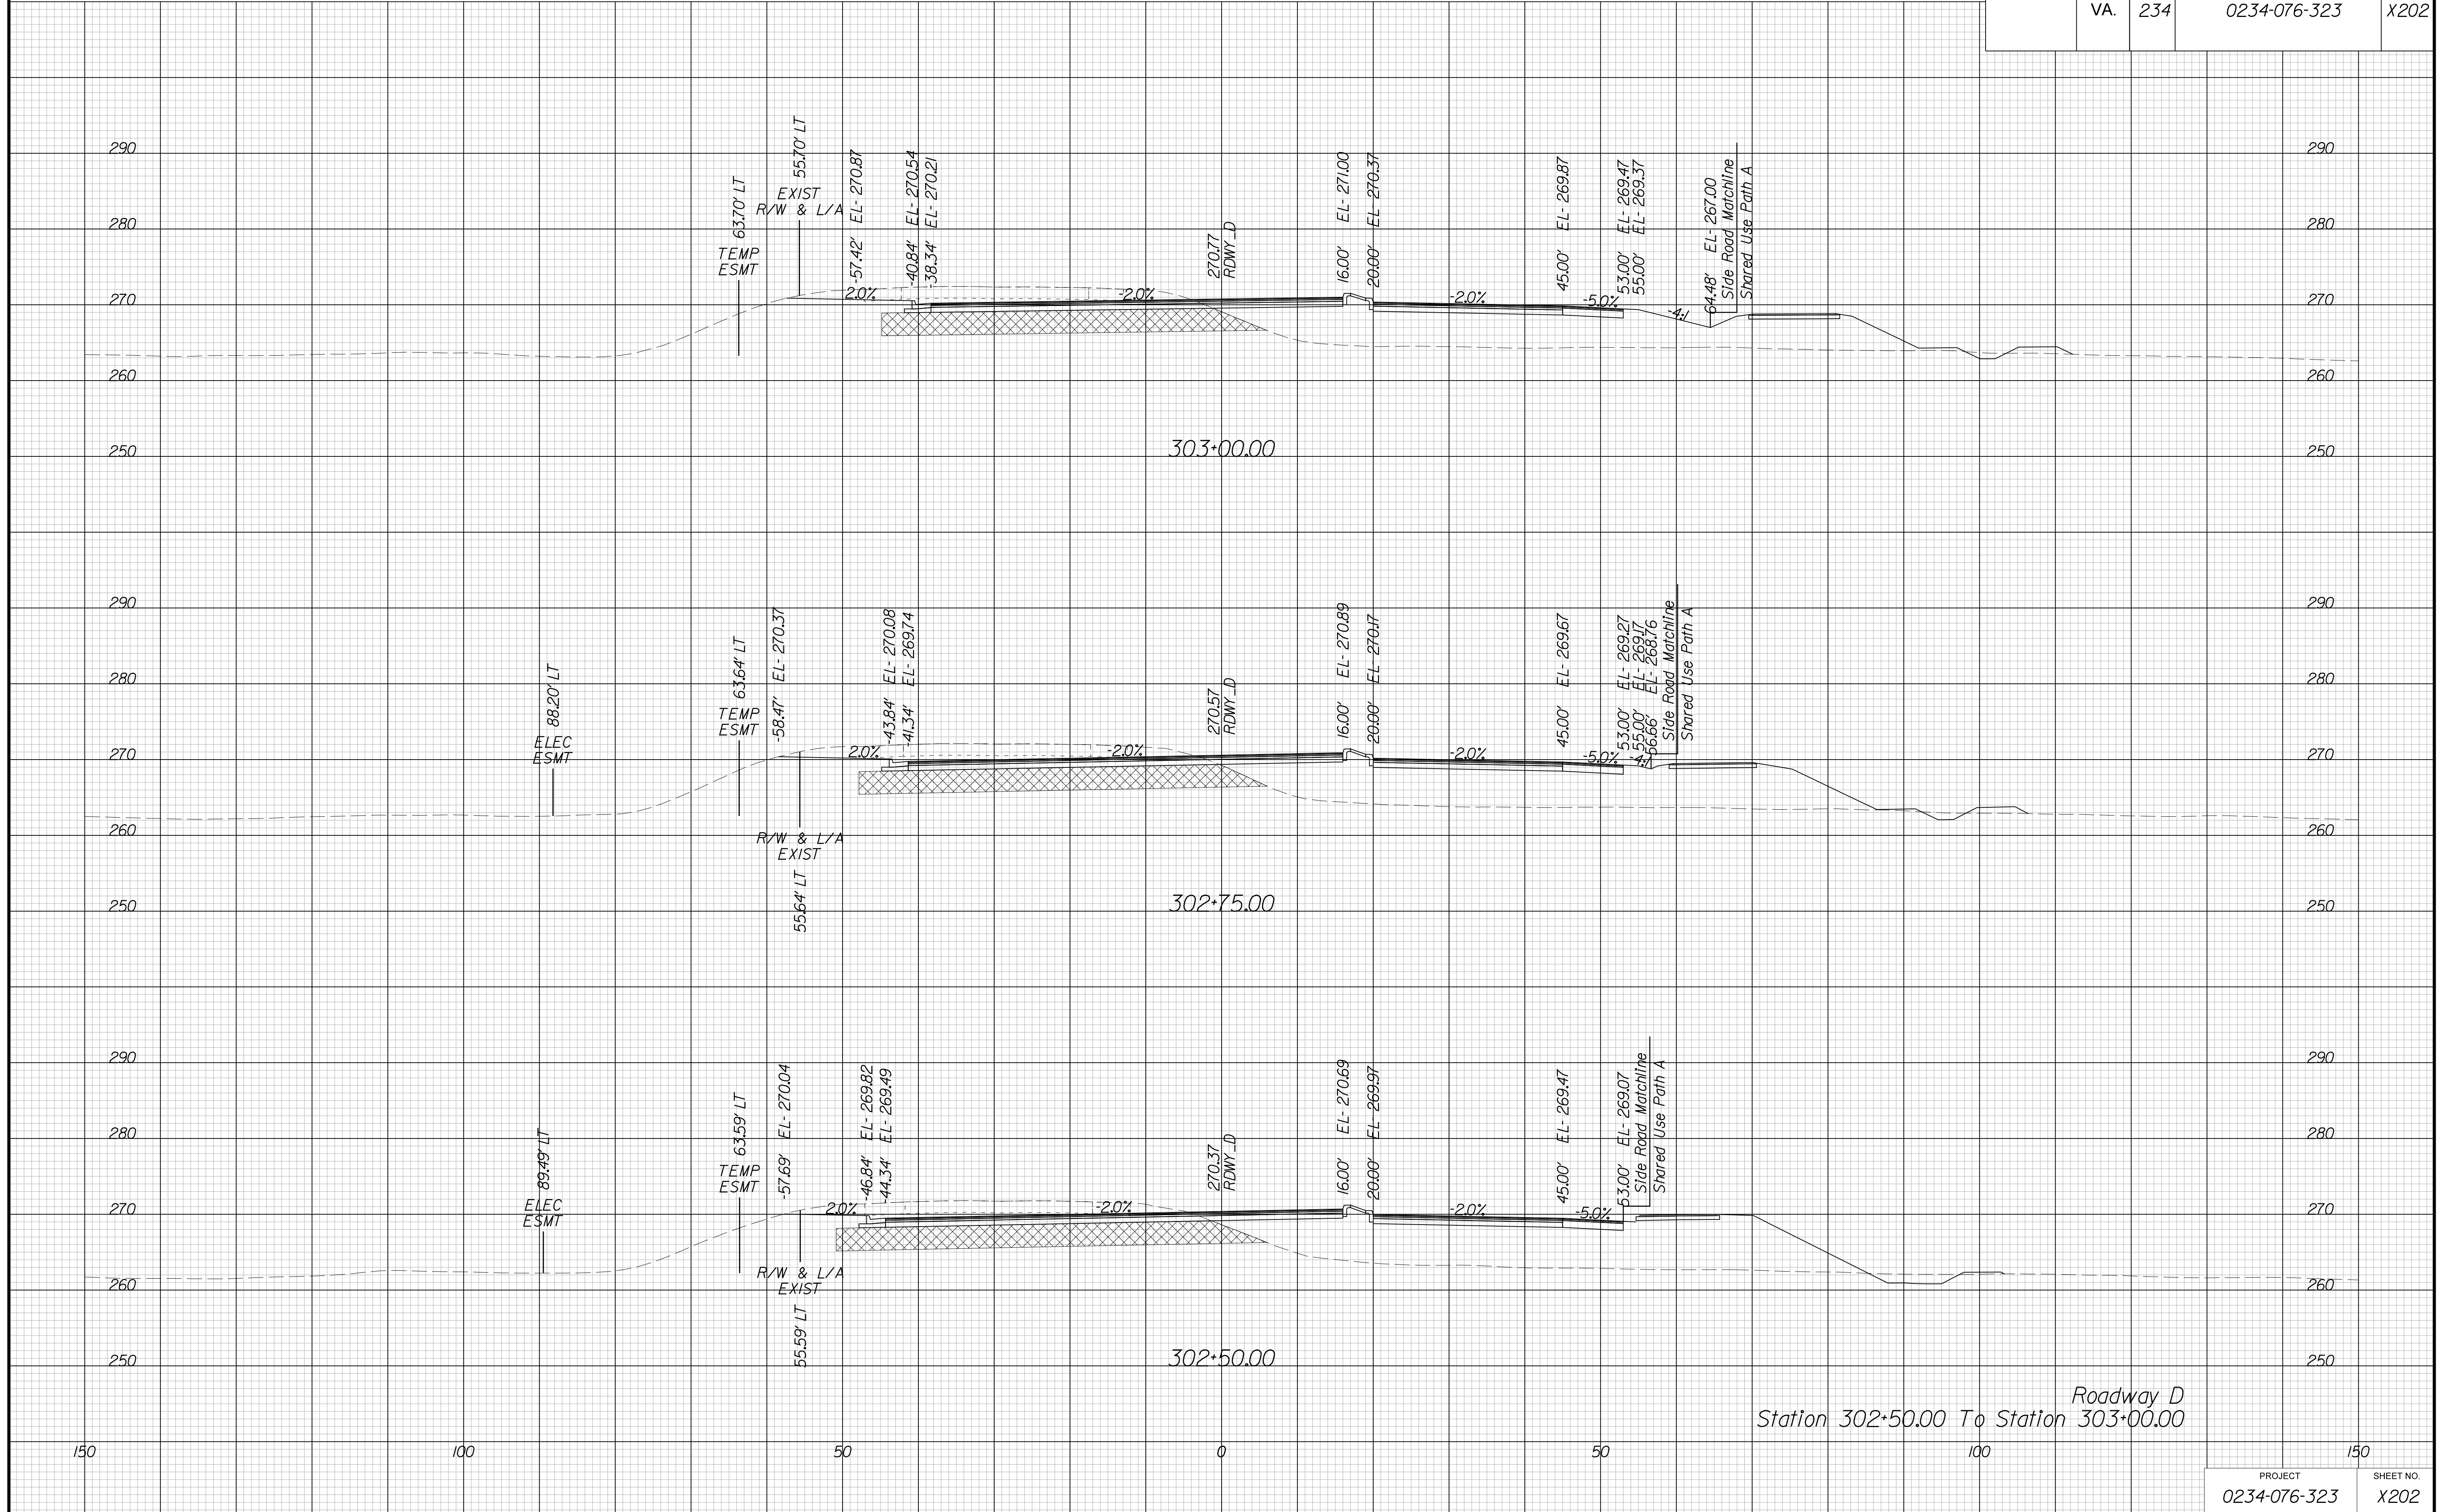 VA. 234 0234-076-323 X202
290 290
280 280
270 270
260 260
250 250
63.70' LT
TEMP
ESMT
55.70' LT
EXIST
R/W & L/A
-57.42' EL- 270.87
-40.84' EL- 270.54
-38.34' EL- 270.21
270.77
RDWY_D
16.00' EL- 271.00
20.00' EL- 270.37
45.00' EL- 269.87
53.00' EL- 269.47
55.00' EL- 269.37
64.48' EL- 267.00
Side Road Matchline
Shared Use Path A
2.0% -2.0% -2.0% -5.0% -4:1
303+00.00
290 290
280 280
270 270
260 260
250 250
88.20' LT
ELEC
ESMT
63.64' LT
TEMP
ESMT
-58.47' EL- 270.37
-43.84' EL- 270.08
-41.34' EL- 269.74
270.57
RDWY_D
16.00' EL- 270.89
20.00' EL- 270.17
45.00' EL- 269.67
53.00' EL- 269.27
55.00' EL- 269.17
56.66' EL- 268.76
Side Road Matchline
Shared Use Path A
2.0% -2.0% -2.0% -5.0% -4:1
R/W & L/A
EXIST
55.64' LT
302+75.00
290 290
280 280
270 270
260 260
250 250
89.49' LT
ELEC
ESMT
63.59' LT
TEMP
ESMT
-57.69' EL- 270.04
-46.84' EL- 269.82
-44.34' EL- 269.49
270.37
RDWY_D
16.00' EL- 270.69
20.00' EL- 269.97
45.00' EL- 269.47
53.00' EL- 269.07
Side Road Matchline
Shared Use Path A
2.0% -2.0% -2.0% -5.0%
R/W & L/A
EXIST
55.59' LT
302+50.00
Roadway D
Station 302+50.00 To Station 303+00.00
150 100 50 0 50 100 150
PROJECT SHEET NO.
0234-076-323 X202